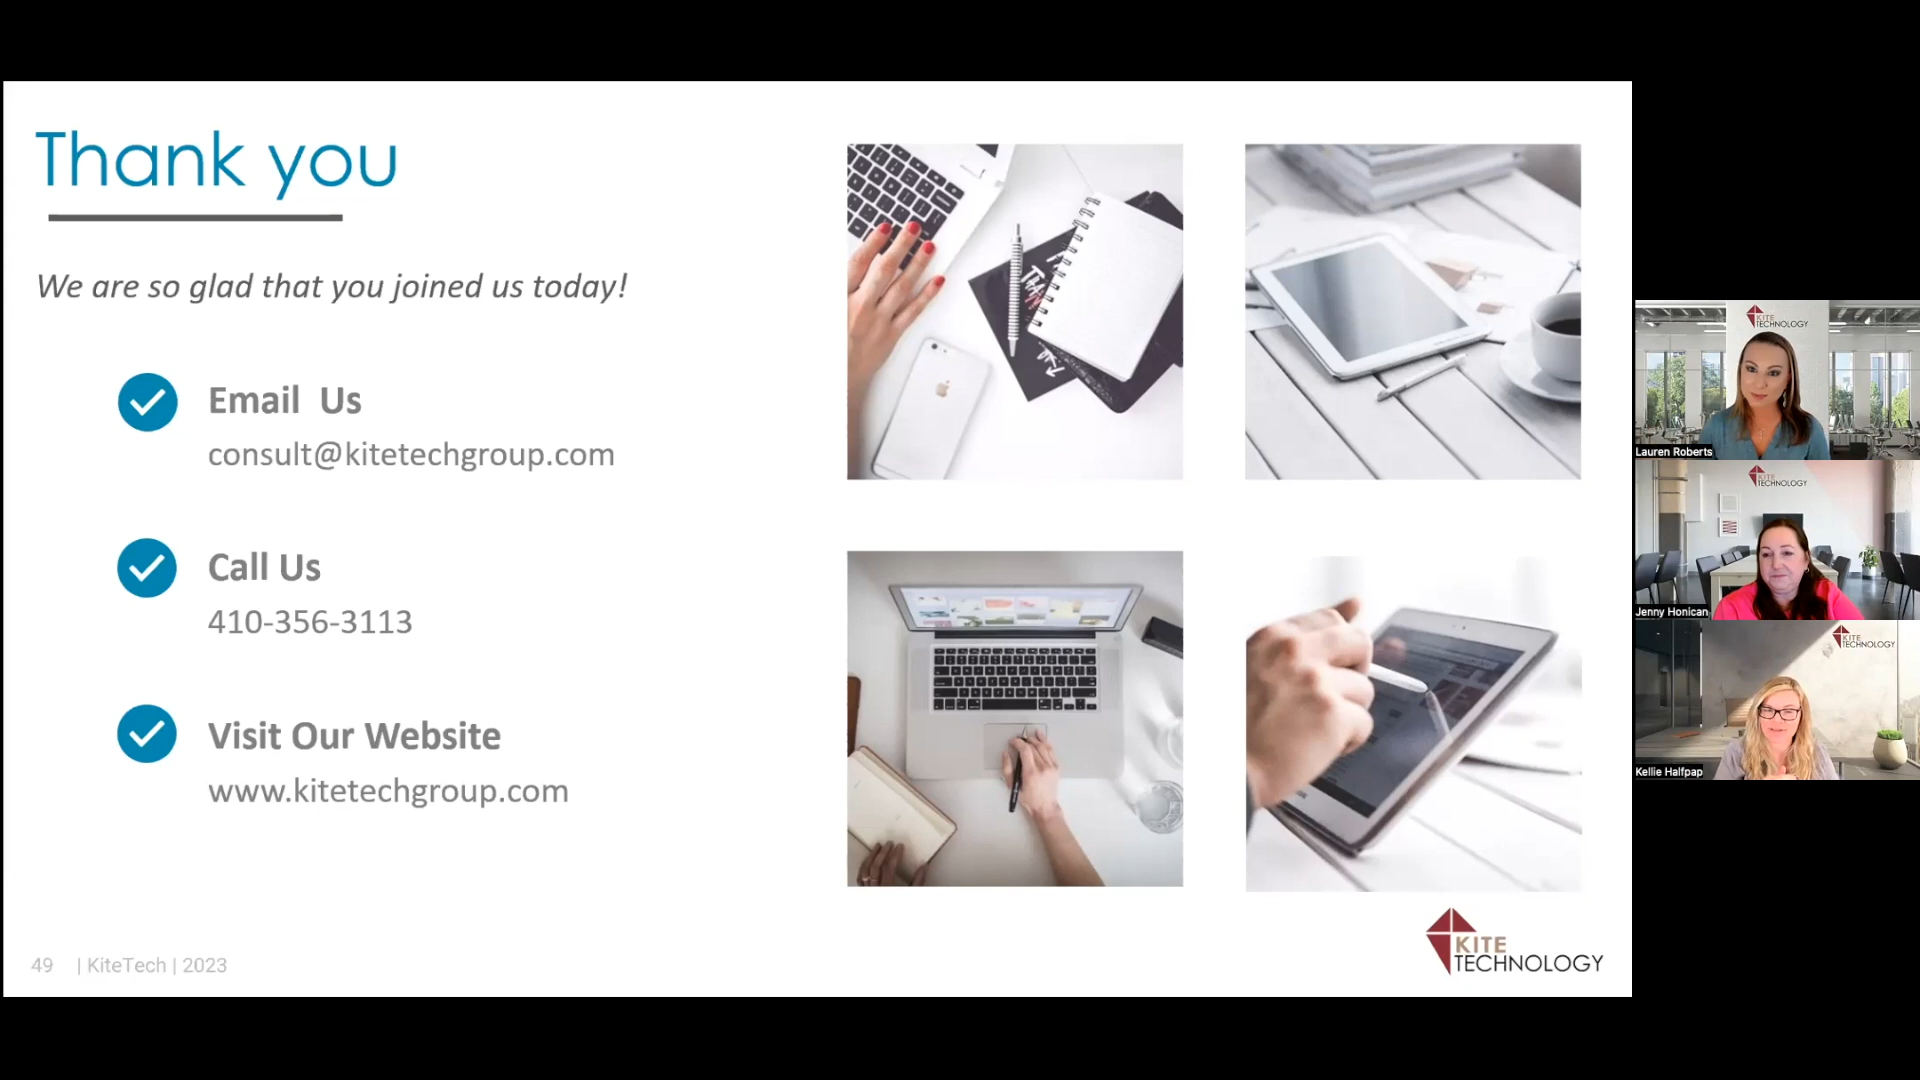 Thank you
We are so glad that you joined us today!
Email Us
consult@kitetechgroup.com
Call Us
410-356-3113
Visit Our Website
www.kitetechgroup.com
49 | KiteTech | 2023
KITE
TECHNOLOGY
KITE
TECHNOLOGY
Lauren Roberts
KITE
TECHNOLOGY
Jenny Honican
KITE
TECHNOLOGY
Kellie Halfpap